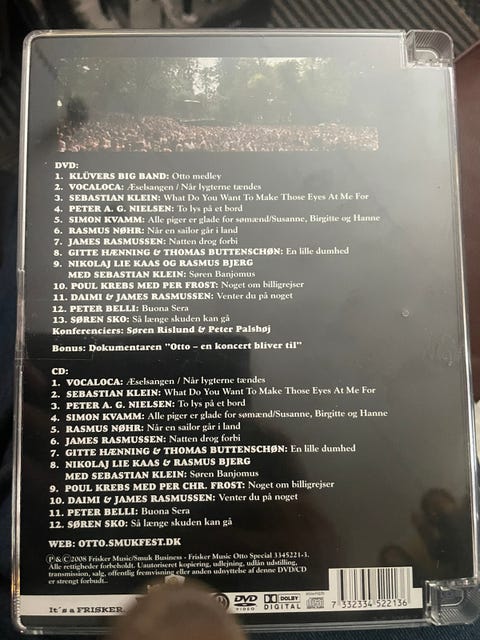 DVD:
1. KLÜVERS BIG BAND: Otto medley
2. VOCALOCA: Æselsangen / Når lygterne tændes
3. SEBASTIAN KLEIN: What Do You Want To Make Those Eyes At Me For
4. PETER A. G. NIELSEN: To lys på et bord
5. SIMON KVAMM: Alle piger er glade for sømænd/Susanne, Birgitte og Hanne
6. RASMUS NØHR: Når en sailor går i land
7. JAMES RASMUSSEN: Natten drog forbi
8. GITTE HÆNNING & THOMAS BUTTENSCHØN: En lille dumhed
9. NIKOLAJ LIE KAAS OG RASMUS BJERG
MED SEBASTIAN KLEIN: Søren Banjomus
10. POUL KREBS MED PER FROST: Noget om billigrejser
11. DAIMI & JAMES RASMUSSEN: Venter du på noget
12. PETER BELLI: Buona Sera
13. SØREN SKO: Så længe skuden kan gå
Konferenciers: Søren Rislund & Peter Palshøj
Bonus: Dokumentaren "Otto – en koncert bliver til"
CD:
1. VOCALOCA: Æselsangen / Når lygterne tændes
2. SEBASTIAN KLEIN: What Do You Want To Make Those Eyes At Me For
3. PETER A. G. NIELSEN: To lys på et bord
4. SIMON KVAMM: Alle piger er glade for sømænd/Susanne, Birgitte og Hanne
5. RASMUS NØHR: Når en sailor går i land
6. JAMES RASMUSSEN: Natten drog forbi
7. GITTE HÆNNING & THOMAS BUTTENSCHØN: En lille dumhed
8. NIKOLAJ LIE KAAS & RASMUS BJERG
MED SEBASTIAN KLEIN: Søren Banjomus
9. POUL KREBS MED PER CHR. FROST: Noget om billigrejser
10. DAIMI & JAMES RASMUSSEN: Venter du på noget
11. PETER BELLI: Buona Sera
12. SØREN SKO: Så længe skuden kan gå
WEB: OTTO.SMUKFEST.DK
℗ & © 2008 Frisker Music/Smuk Business - Frisker Music Otto Special 3345221-3.
Alle rettigheder forbeholdt. Uautoriseret kopiering, udlejning, udlån udstilling,
transmission, salg, offentlig fremvisning eller anden udnyttelse af denne DVD/CD
er strengt forbudt..
It's a FRISKER.
DVD VIDEO
DOLBY DIGITAL
7 332334 522136